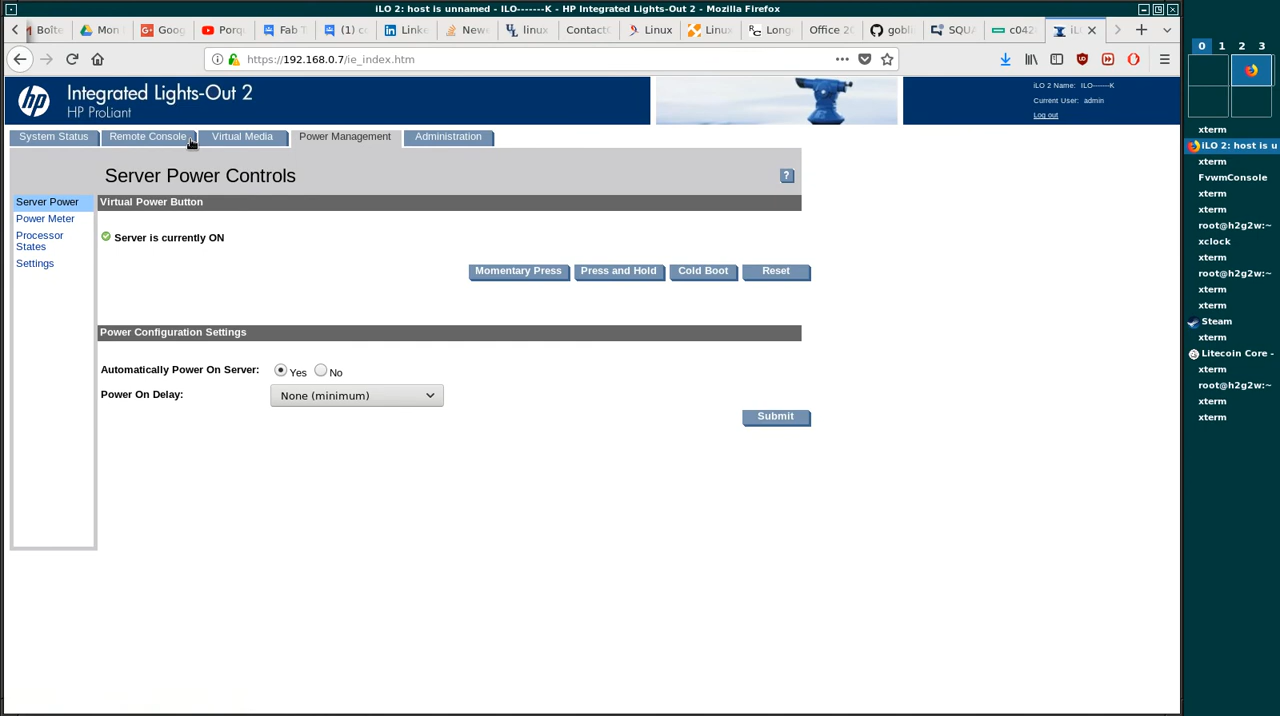 iLO 2: host is unnamed - ILO-------K - HP Integrated Lights-Out 2 - Mozilla Firefox
Boîte Mon Goog Porq Fab T (1) cc Linke News linux Contact Linux Linux Long Office 20 gobli SQUA c042 iL
https://192.168.0.7/ie_index.htm
Integrated Lights-Out 2
HP ProLiant
iLO 2 Name: ILO-------K
Current User: admin
Log out
System Status Remote Console Virtual Media Power Management Administration
Server Power Controls ?
Server Power
Power Meter
Processor
States
Settings
Virtual Power Button
Server is currently ON
Momentary Press Press and Hold Cold Boot Reset
Power Configuration Settings
Automatically Power On Server: Yes No
Power On Delay: None (minimum)
Submit
0 1 2 3
xterm
iLO 2: host is u
xterm
FvwmConsole
xterm
xterm
root@h2g2w:~
xclock
xterm
root@h2g2w:~
xterm
xterm
Steam
xterm
Litecoin Core -
xterm
root@h2g2w:~
xterm
xterm